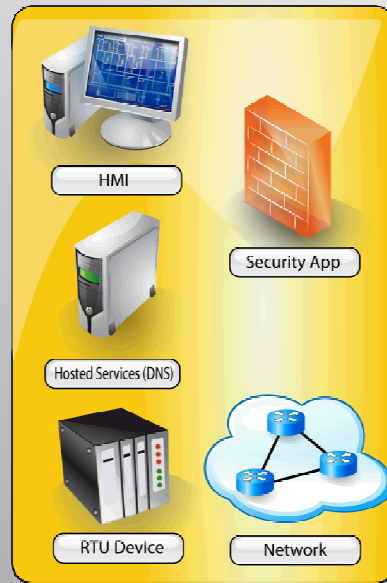 HMI
Security App
Hosted Services (DNS)
RTU Device
Network